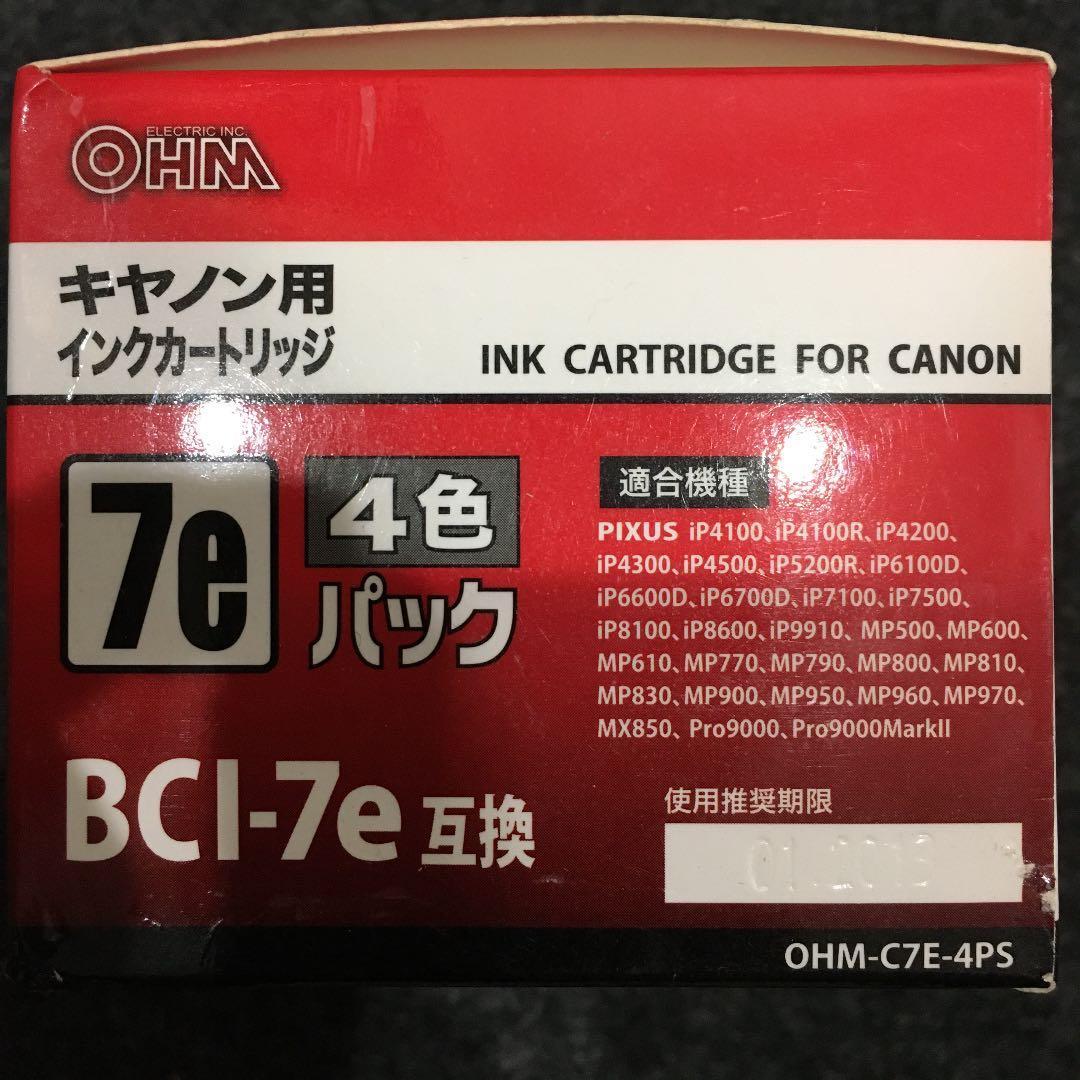 ELECTRIC INC.
OHM
キヤノン用
インクカートリッジ
INK CARTRIDGE FOR CANON
7e
4色
パック
適合機種
PIXUS iP4100、iP4100R、iP4200、
iP4300、iP4500、iP5200R、iP6100D、
iP6600D、iP6700D、iP7100、iP7500、
iP8100、iP8600、iP9910、MP500、MP600、
MP610、MP770、MP790、MP800、MP810、
MP830、MP900、MP950、MP960、MP970、
MX850、Pro9000、Pro9000MarkII
BCI-7e 互換
使用推奨期限
OHM-C7E-4PS